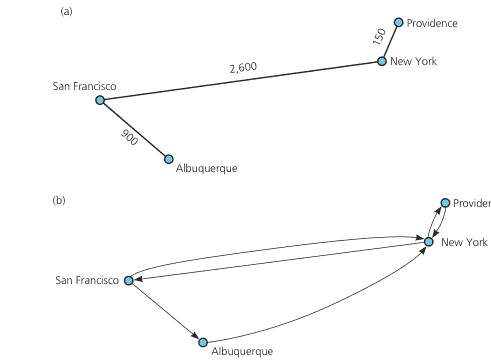 (a)
Providence
150
New York
2,600
San Francisco
900
Albuquerque
(b)
Provider
New York
San Francisco
Albuquerque